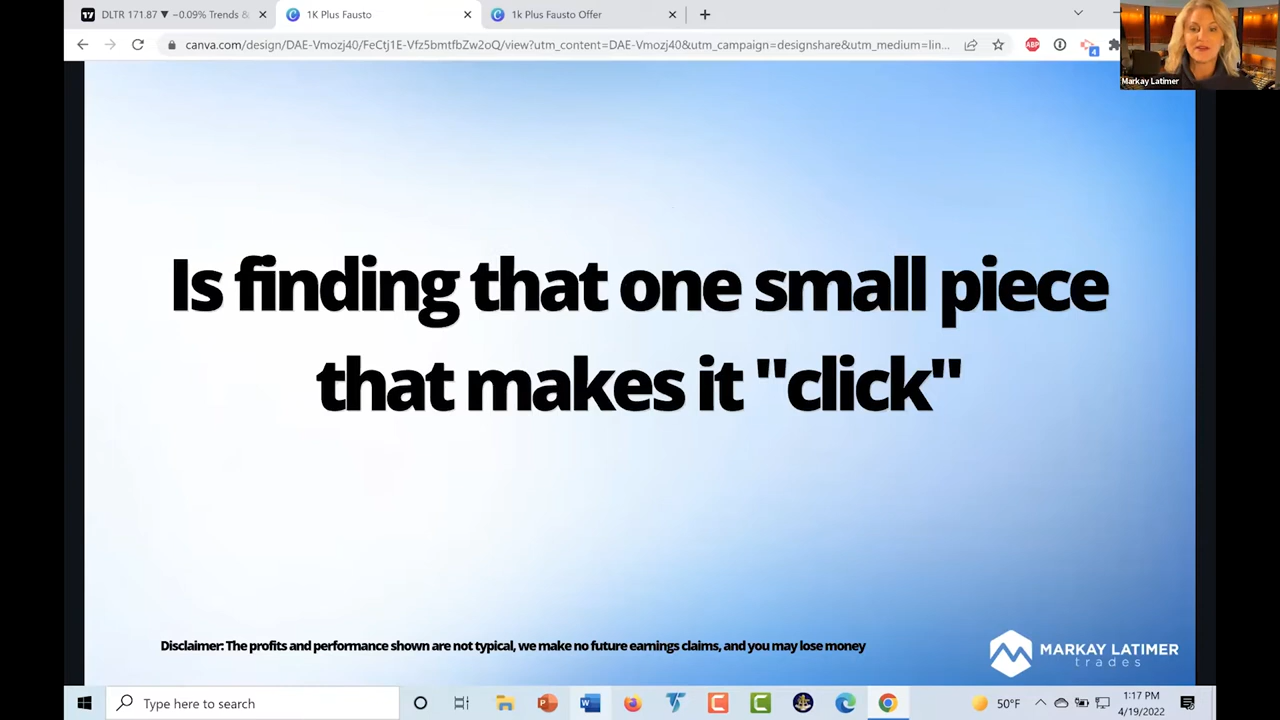 DLTR 171.87 ▼ −0.09% Trends &
1K Plus Fausto
1K Plus Fausto Offer
canva.com/design/DAE-Vmozj40/FeCtj1E-Vfz5bmtfbZw2oQ/view?utm_content=DAE-Vmozj40&utm_campaign=designshare&utm_medium=lin...
ABP
4
Markay Latimer
Is finding that one small piece
that makes it "click"
Disclaimer: The profits and performance shown are not typical, we make no future earnings claims, and you may lose money
MARKAY LATIMER
trades
Type here to search
50°F
1:17 PM
4/19/2022